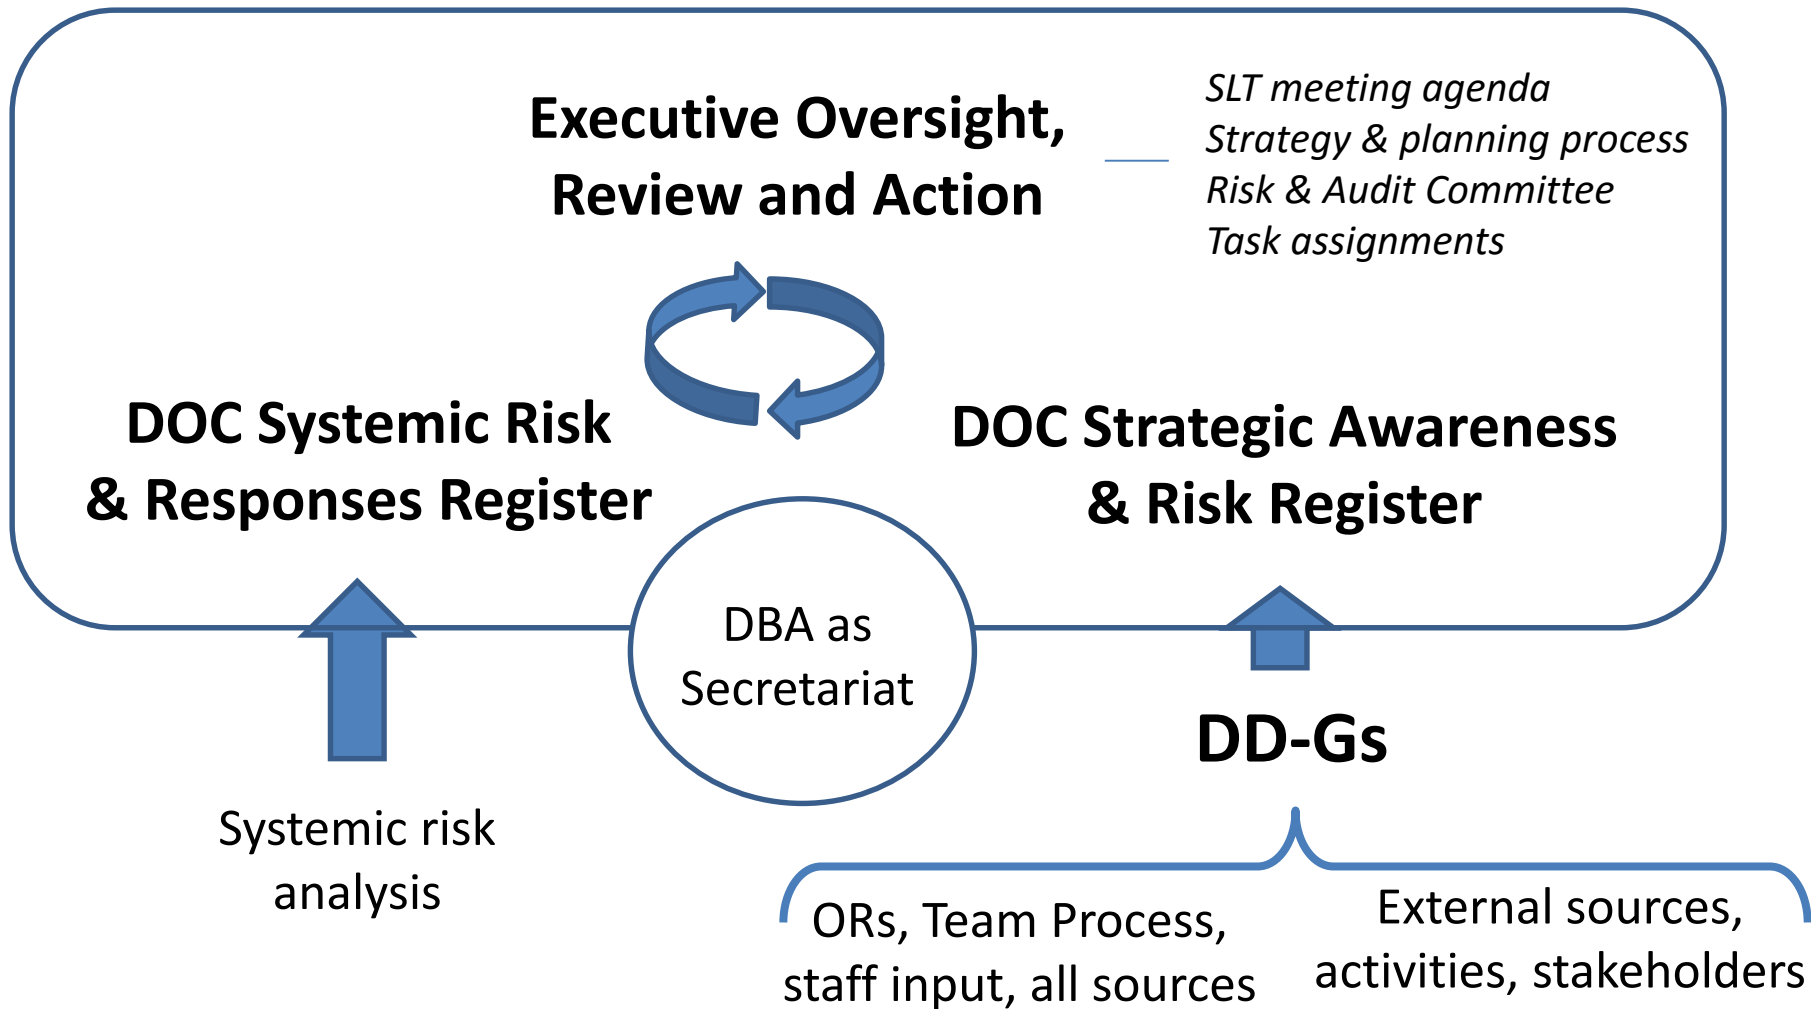 Executive Oversight,
Review and Action
SLT meeting agenda
Strategy & planning process
Risk & Audit Committee
Task assignments
DOC Systemic Risk
& Responses Register
DOC Strategic Awareness
& Risk Register
DBA as
Secretariat
DD-Gs
Systemic risk
analysis
ORs, Team Process,
staff input, all sources
External sources,
activities, stakeholders